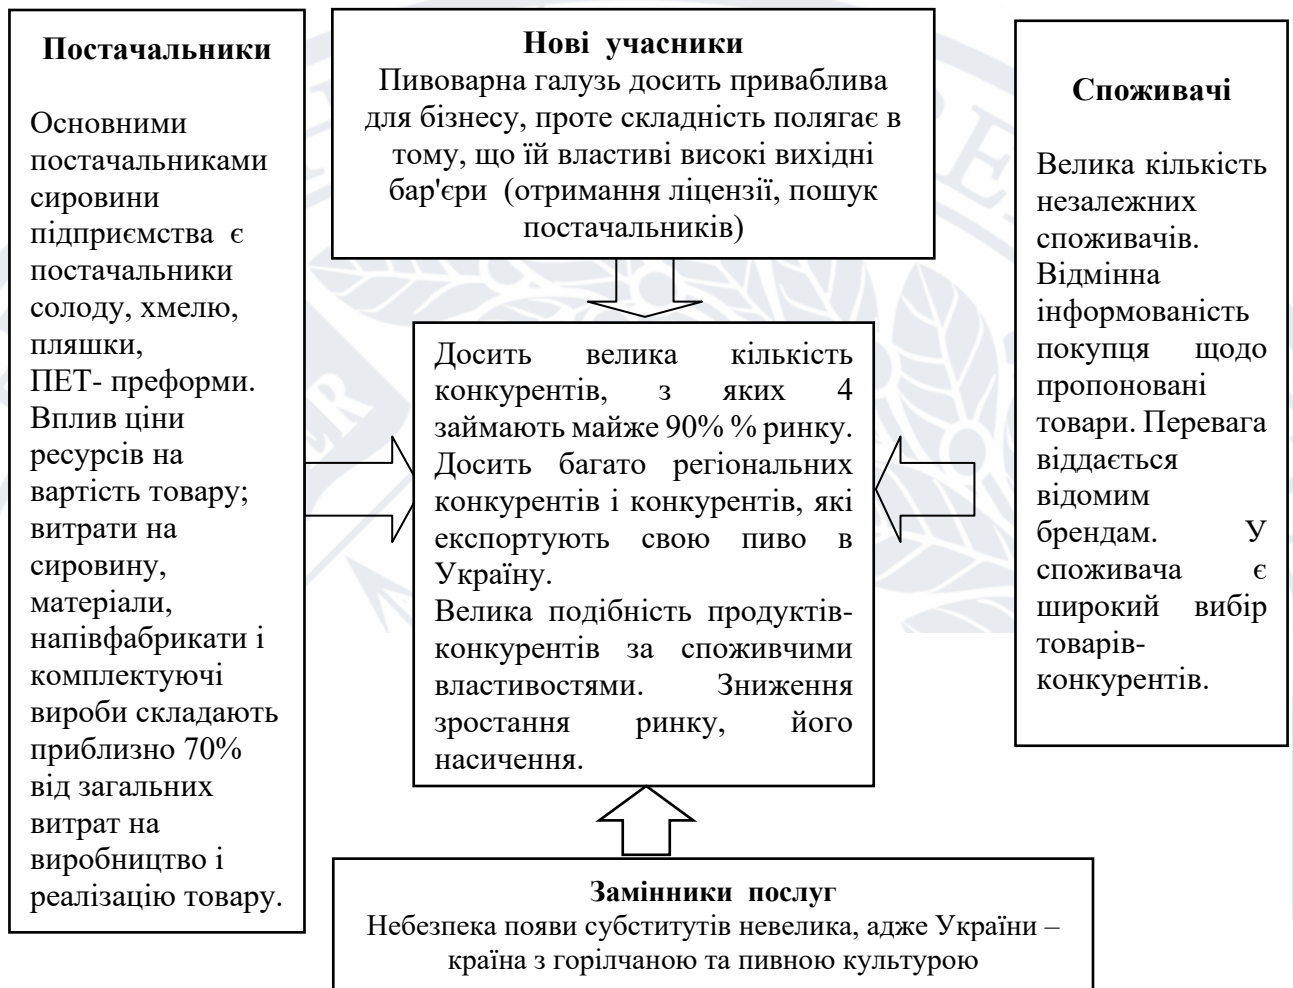 Постачальники
Основними
постачальниками
сировини
підприємства є
постачальники
солоду, хмелю,
пляшки,
ПЕТ- преформи.
Вплив ціни
ресурсів на
вартість товару;
витрати на
сировину,
матеріали,
напівфабрикати і
комплектуючі
вироби складають
приблизно 70%
від загальних
витрат на
виробництво і
реалізацію товару.
Нові учасники
Пивоварна галузь досить приваблива
для бізнесу, проте складність полягає в
тому, що їй властиві високі вихідні
бар'єри (отримання ліцензії, пошук
постачальників)
Досить велика кількість
конкурентів, з яких 4
займають майже 90% % ринку.
Досить багато регіональних
конкурентів і конкурентів, які
експортують свою пиво в
Україну.
Велика подібність продуктів-
конкурентів за споживчими
властивостями. Зниження
зростання ринку, його
насичення.
Споживачі
Велика кількість
незалежних
споживачів.
Відмінна
інформованість
покупця щодо
пропоновані
товари. Перевага
віддається
відомим
брендам. У
споживача є
широкий вибір
товарів-
конкурентів.
Замінники послуг
Небезпека появи субститутів невелика, адже України –
країна з горілчаною та пивною культурою